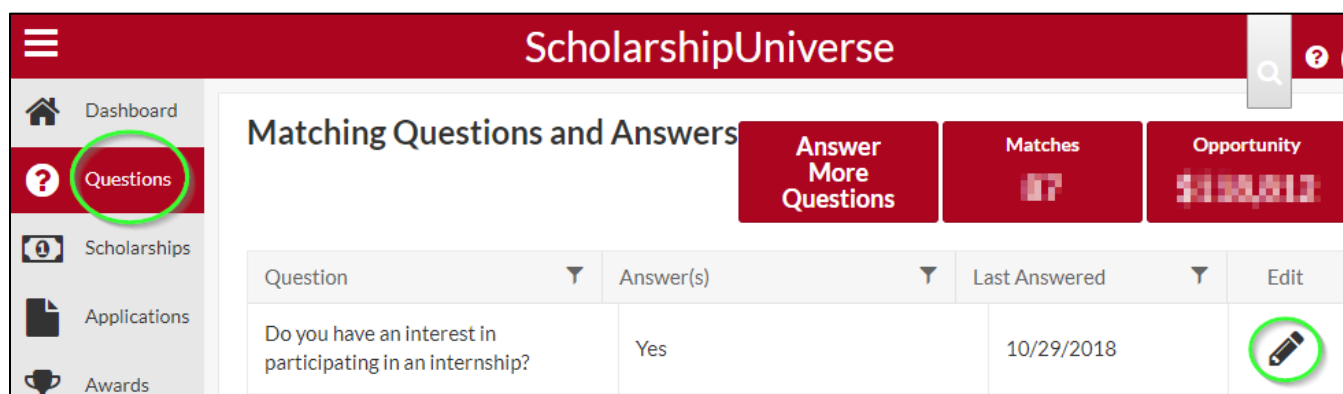 ScholarshipUniverse
Dashboard
Questions
Scholarships
Applications
Awards
Matching Questions and Answers
Answer
More
Questions
Matches
Opportunity
Question
Answer(s)
Last Answered
Edit
Do you have an interest in
participating in an internship?
Yes
10/29/2018